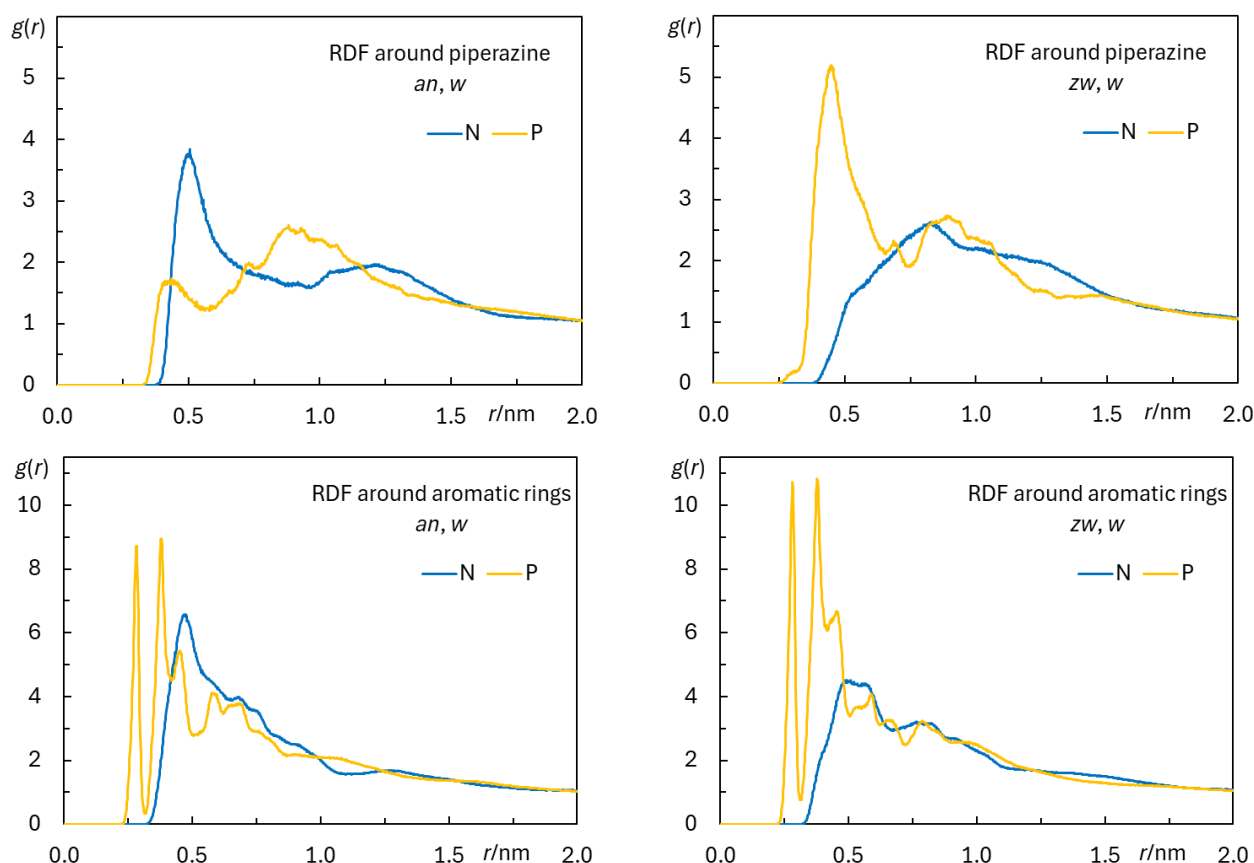 g(r)
RDF around piperazine
an, w
N P
5
4
3
2
1
0
0.0 0.5 1.0 1.5 r/nm 2.0
g(r)
RDF around piperazine
zw, w
N P
5
4
3
2
1
0
0.0 0.5 1.0 1.5 r/nm 2.0
g(r)
RDF around aromatic rings
an, w
N P
10
8
6
4
2
0
0.0 0.5 1.0 1.5 r/nm 2.0
g(r)
RDF around aromatic rings
zw, w
N P
10
8
6
4
2
0
0.0 0.5 1.0 1.5 r/nm 2.0